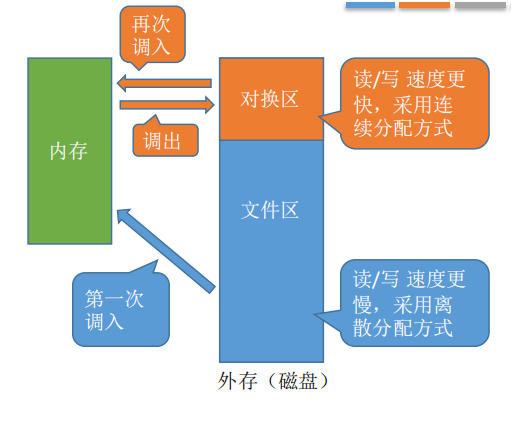 再次
调入
调出
内存
对换区
读/写 速度更
快，采用连
续分配方式
文件区
第一次
调入
读/写 速度更
慢，采用离
散分配方式
外存（磁盘）